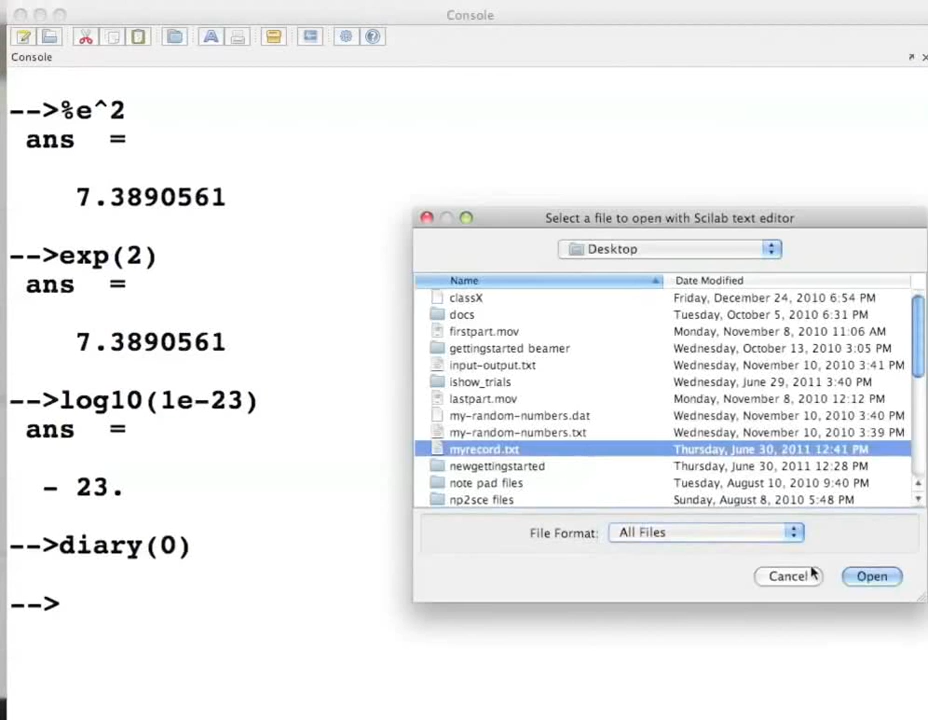 Console
Console
-->%e^2
ans =
7.3890561
-->exp(2)
ans =
7.3890561
-->log10(1e-23)
ans =
- 23.
-->diary(0)
-->
Select a file to open with Scilab text editor
Desktop
Name Date Modified
classX Friday, December 24, 2010 6:54 PM
docs Tuesday, October 5, 2010 6:31 PM
firstpart.mov Monday, November 8, 2010 11:06 AM
gettingstarted beamer Wednesday, October 13, 2010 3:05 PM
input-output.txt Wednesday, November 10, 2010 3:41 PM
ishow_trials Wednesday, June 29, 2011 3:40 PM
lastpart.mov Monday, November 8, 2010 12:12 PM
my-random-numbers.dat Wednesday, November 10, 2010 3:40 PM
my-random-numbers.txt Wednesday, November 10, 2010 3:39 PM
myrecord.txt Thursday, June 30, 2011 12:41 PM
newgettingstarted Thursday, June 30, 2011 12:28 PM
note pad files Tuesday, August 10, 2010 9:40 PM
np2sce files Sunday, August 8, 2010 5:48 PM
File Format: All Files
Cancel Open